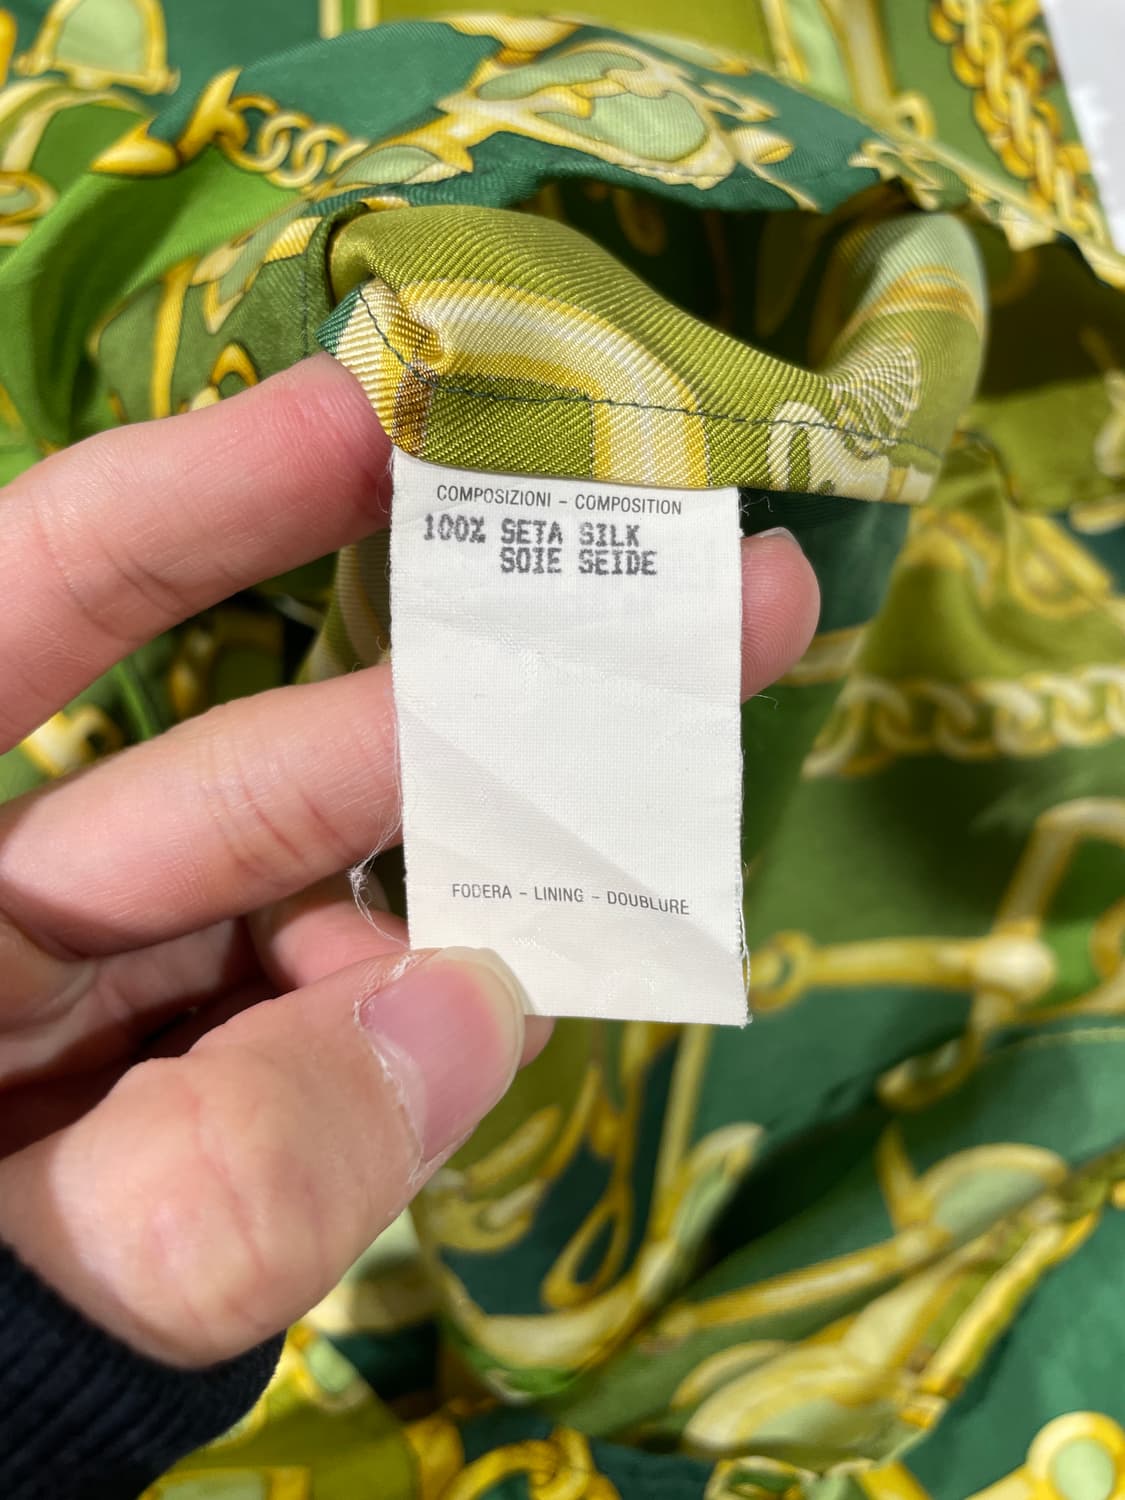 COMPOSIZIONI - COMPOSITION
100% SETA SILK
SOIE SEIDE
FODERA - LINING - DOUBLURE